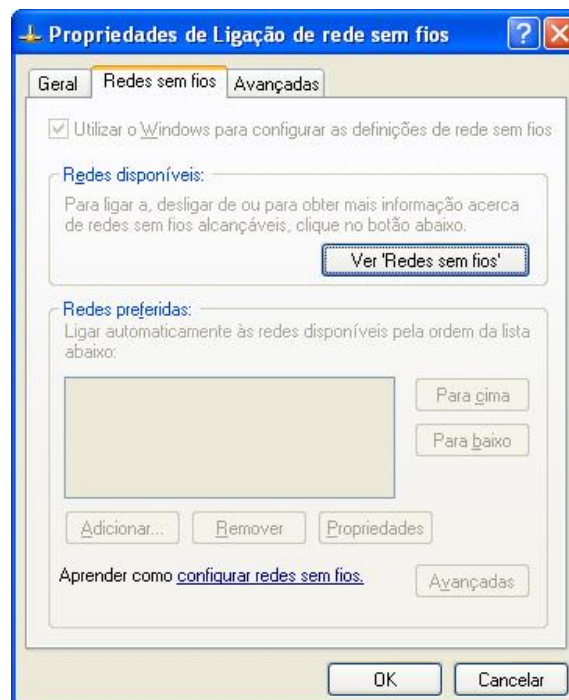 Propriedades de Ligação de rede sem fios
Geral
Redes sem fios
Avançadas
Utilizar o Windows para configurar as definições de rede sem fios
Redes disponíveis:
Para ligar a, desligar de ou para obter mais informação acerca
de redes sem fios alcançáveis, clique no botão abaixo.
Ver 'Redes sem fios'
Redes preferidas:
Ligar automaticamente às redes disponíveis pela ordem da lista
abaixo:
Para cima
Para baixo
Adicionar...
Remover
Propriedades
Aprender como configurar redes sem fios.
Avançadas
OK
Cancelar